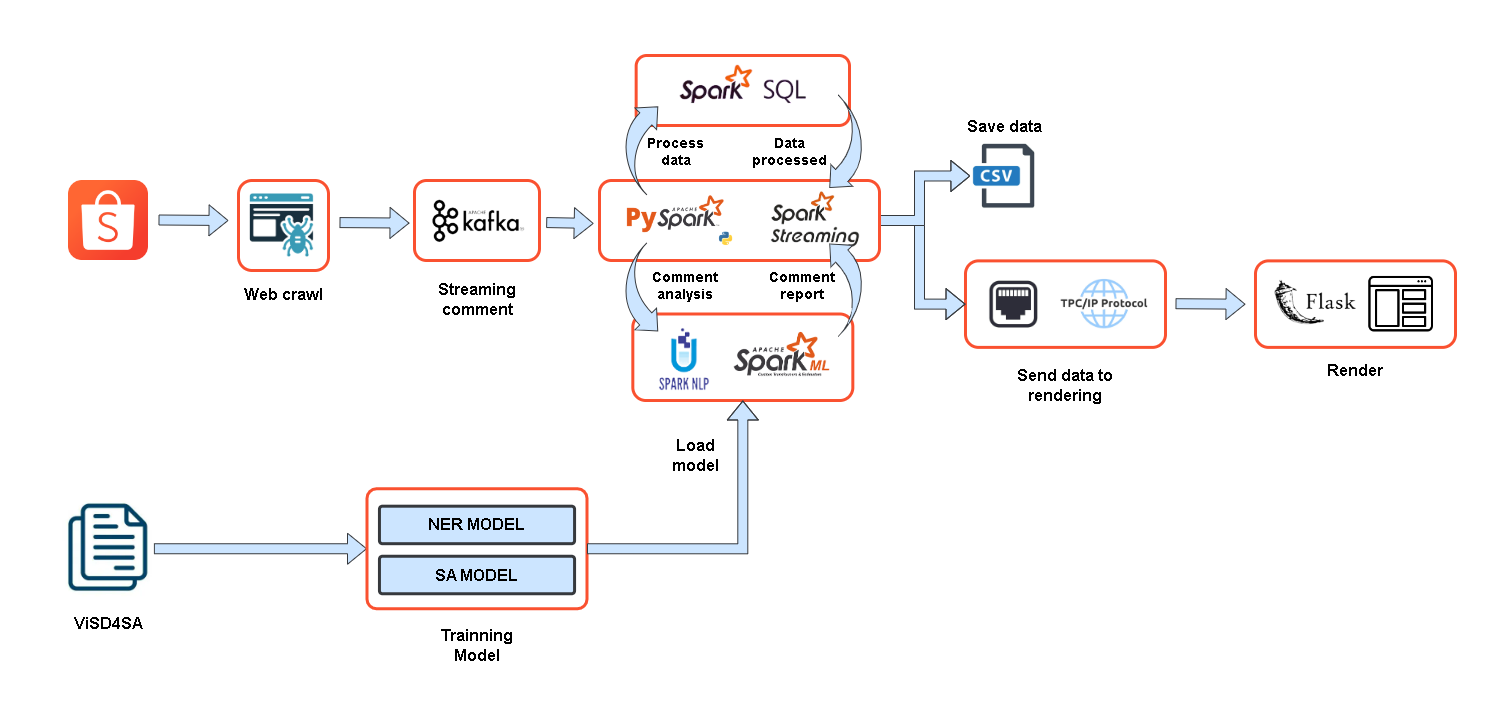 Spark SQL
Process
data
Data
processed
Save data
CSV
S
Web crawl
APACHE
kafka
Streaming
comment
APACHE
PySpark
Spark
Streaming
Comment
analysis
Comment
report
SPARK NLP
APACHE
Spark ML
TPC/IP Protocol
Send data to
rendering
Flask
Render
Load
model
ViSD4SA
NER MODEL
SA MODEL
Trainning
Model